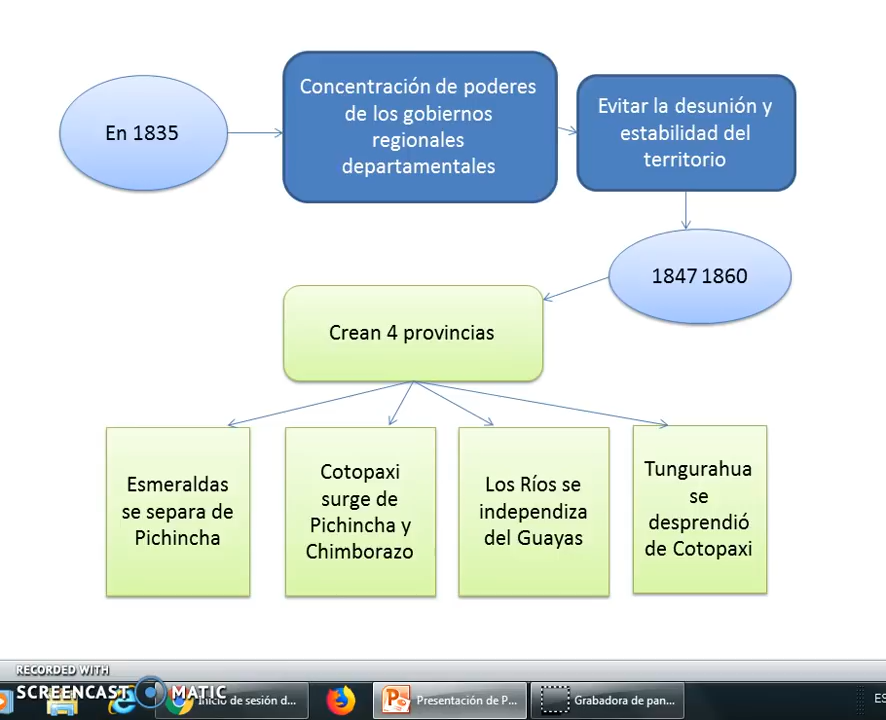 En 1835
Concentración de poderes
de los gobiernos
regionales
departamentales
Evitar la desunión y
estabilidad del
territorio
1847 1860
Crean 4 provincias
Esmeraldas
se separa de
Pichincha
Cotopaxi
surge de
Pichincha y
Chimborazo
Los Ríos se
independiza
del Guayas
Tungurahua
se
desprendió
de Cotopaxi
RECORDED WITH
SCREENCAST MATIC
Inicio de sesión d...
Presentación de P...
Grabadora de pan...
ES